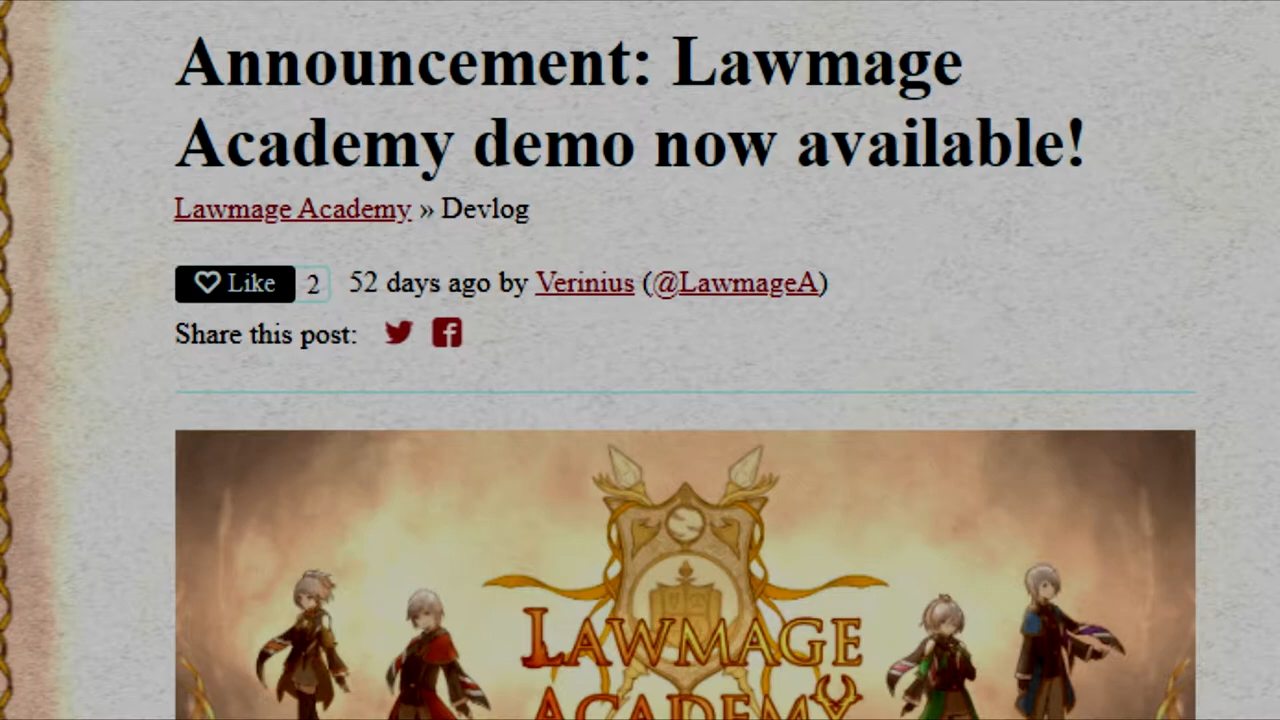 Announcement: Lawmage
Academy demo now available!
Lawmage Academy » Devlog
Like 2 52 days ago by Verinius (@LawmageA)
Share this post:
LAWMAGE
ACADEMY